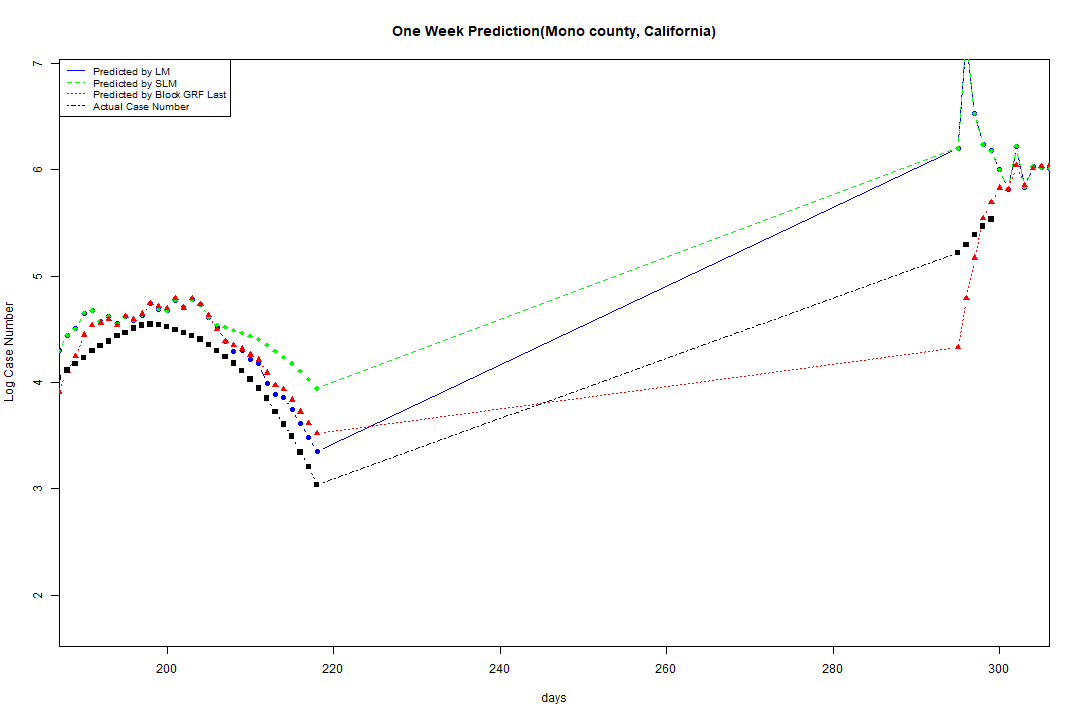 One Week Prediction(Mono county, California)
Predicted by LM
Predicted by SLM
Predicted by Block GRF Last
Actual Case Number
Log Case Number
7
6
5
4
3
2
200
220
240
260
280
300
days